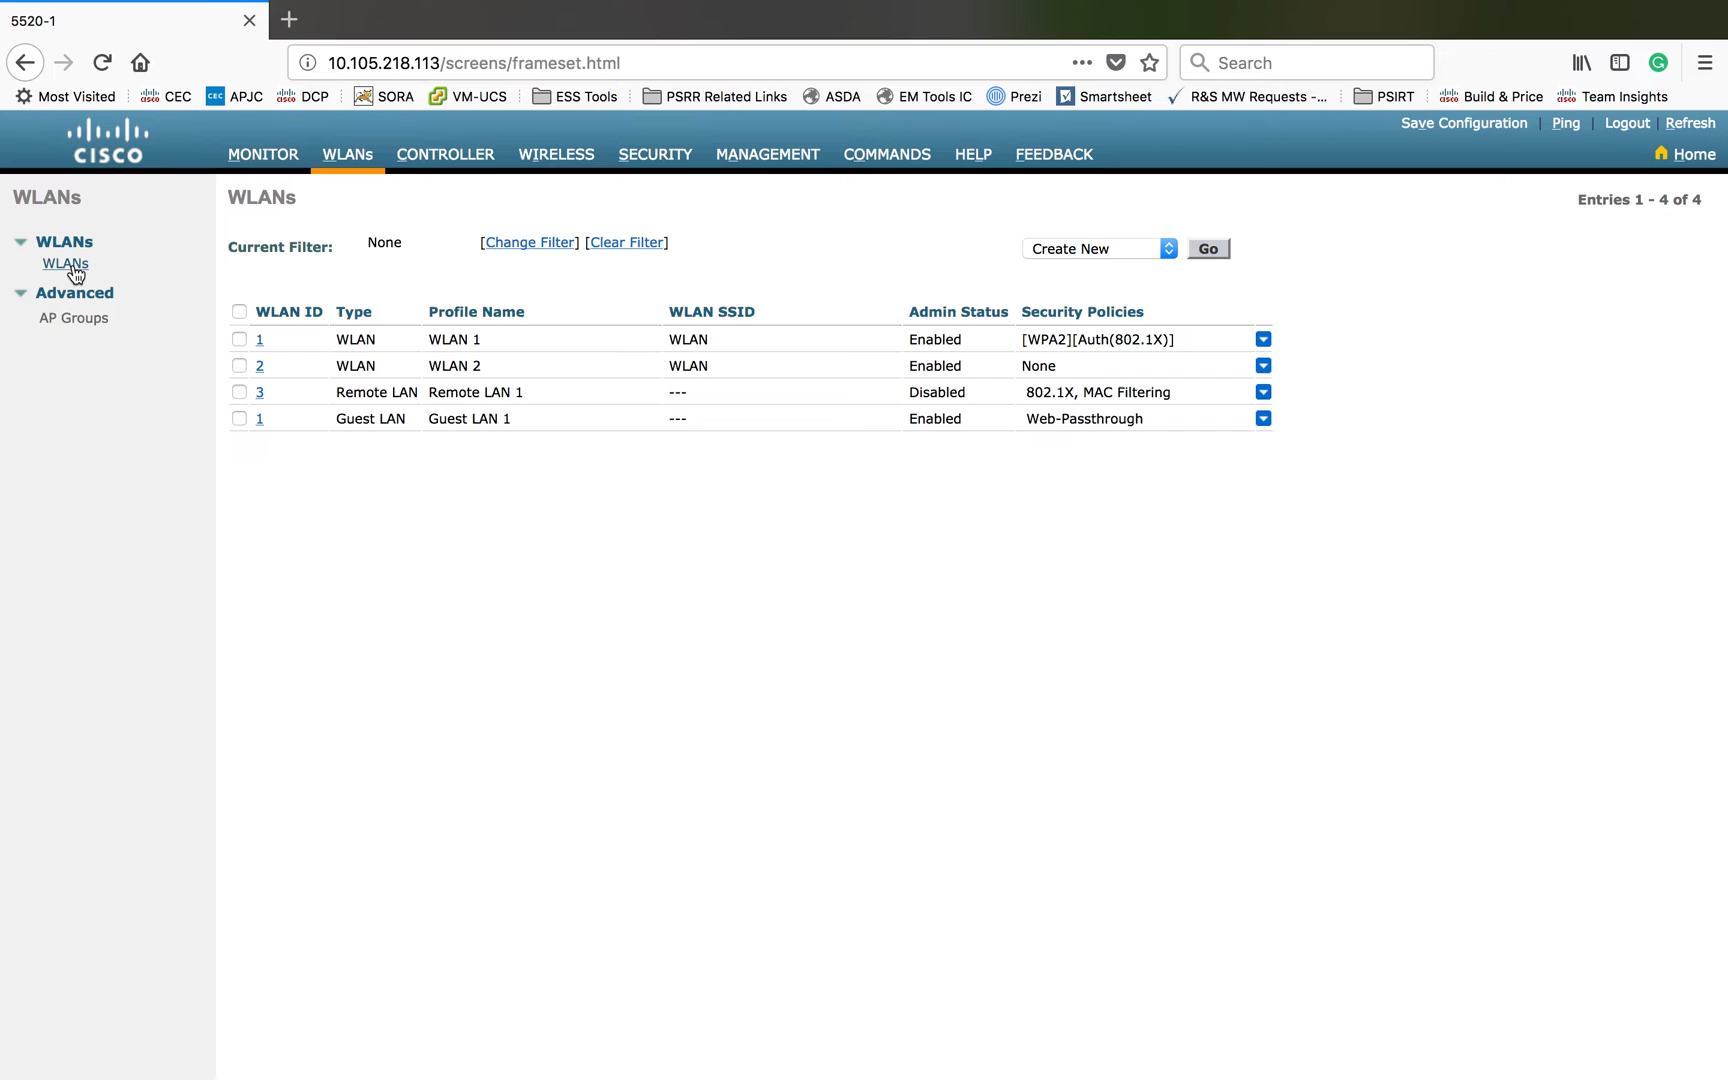 5520-1
10.105.218.113/screens/frameset.html
Search
Most Visited CEC CEC APJC DCP SORA VM-UCS ESS Tools PSRR Related Links ASDA EM Tools IC Prezi Smartsheet R&S MW Requests -... PSIRT Build & Price Team Insights
Save Configuration | Ping | Logout | Refresh
CISCO
MONITOR WLANs CONTROLLER WIRELESS SECURITY MANAGEMENT COMMANDS HELP FEEDBACK
Home
WLANs
WLANs
WLANs
Advanced
AP Groups
WLANs
Entries 1 - 4 of 4
Current Filter: None [Change Filter] [Clear Filter]
Create New Go
WLAN ID Type Profile Name WLAN SSID Admin Status Security Policies
1 WLAN WLAN 1 WLAN Enabled [WPA2][Auth(802.1X)]
2 WLAN WLAN 2 WLAN Enabled None
3 Remote LAN Remote LAN 1 --- Disabled 802.1X, MAC Filtering
1 Guest LAN Guest LAN 1 --- Enabled Web-Passthrough